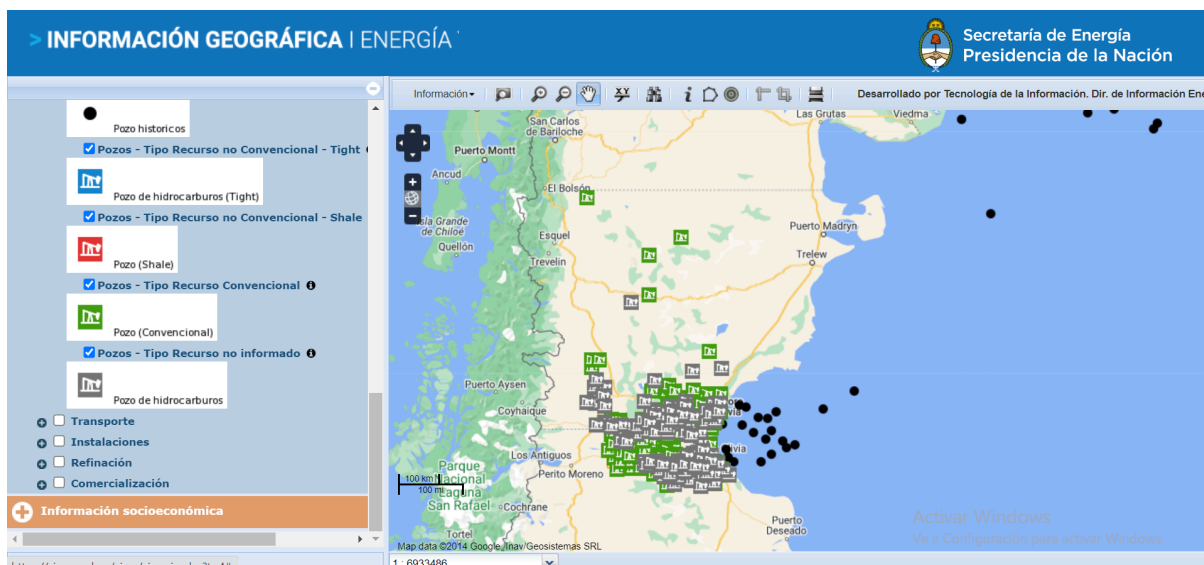 > INFORMACIÓN GEOGRÁFICA | ENERGÍA
Secretaría de Energía
Presidencia de la Nación
Información
Desarrollado por Tecnología de la Información. Dir. de Información Ene
Pozo historicos
Pozos - Tipo Recurso no Convencional - Tight
Pozo de hidrocarburos (Tight)
Pozos - Tipo Recurso no Convencional - Shale
Pozo (Shale)
Pozos - Tipo Recurso Convencional
Pozo (Convencional)
Pozos - Tipo Recurso no informado
Pozo de hidrocarburos
Transporte
Instalaciones
Refinación
Comercialización
Información socioeconómica
San Carlos
de Bariloche
Las Grutas
Viedma
Puerto Montt
Ancud
El Bolsón
Isla Grande
de Chiloé
Quellón
Esquel
Puerto Madryn
Trevelin
Trelew
Puerto Aysen
Coyhaique
Los Antiguos
Perito Moreno
Parque
Nacional
Laguna
San Rafael
100 km
100 mi
Cochrane
Tortel
Puerto
Deseado
Activar Windows
Ve a Configuración para activar Windows.
Map data ©2014 Google, Inav/Geosistemas SRL
1 : 6933486